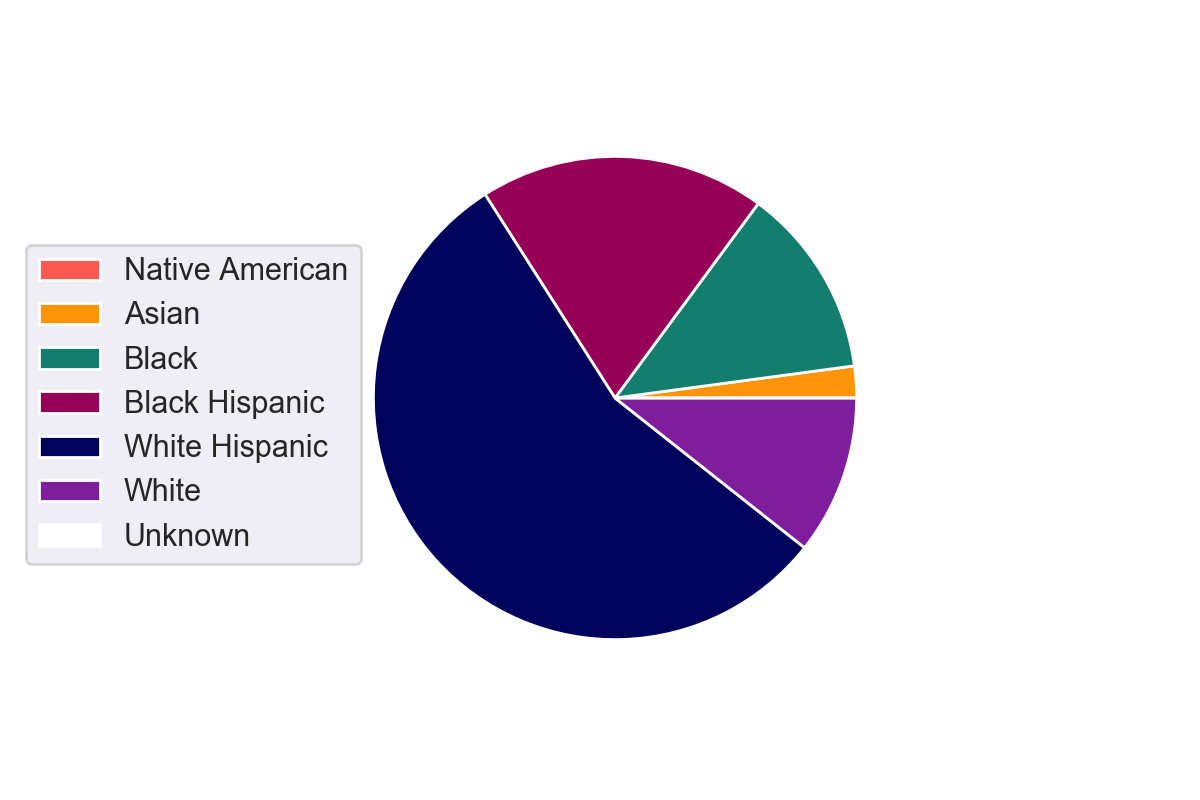 Native American
Asian
Black
Black Hispanic
White Hispanic
White
Unknown